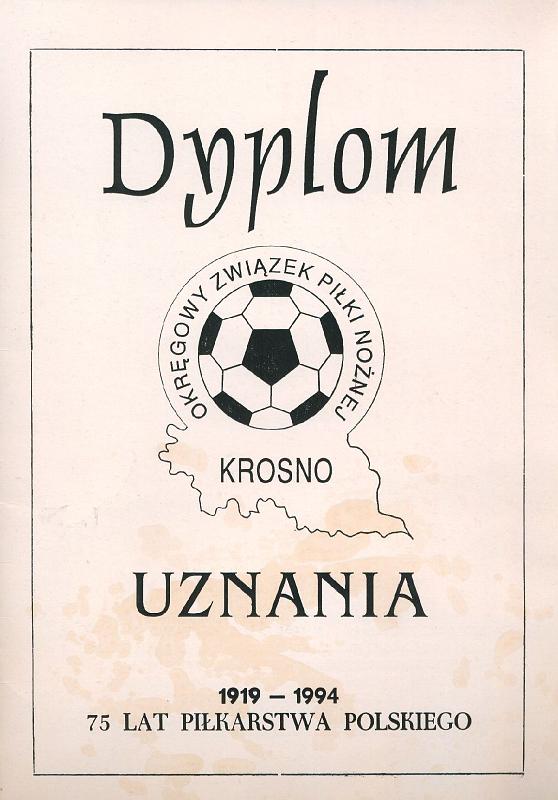 Dyplom
OKRĘGOWY ZWIĄZEK PIŁKI NOŻNEJ
KROSNO
UZNANIA
1919 – 1994
75 LAT PIŁKARSTWA POLSKIEGO